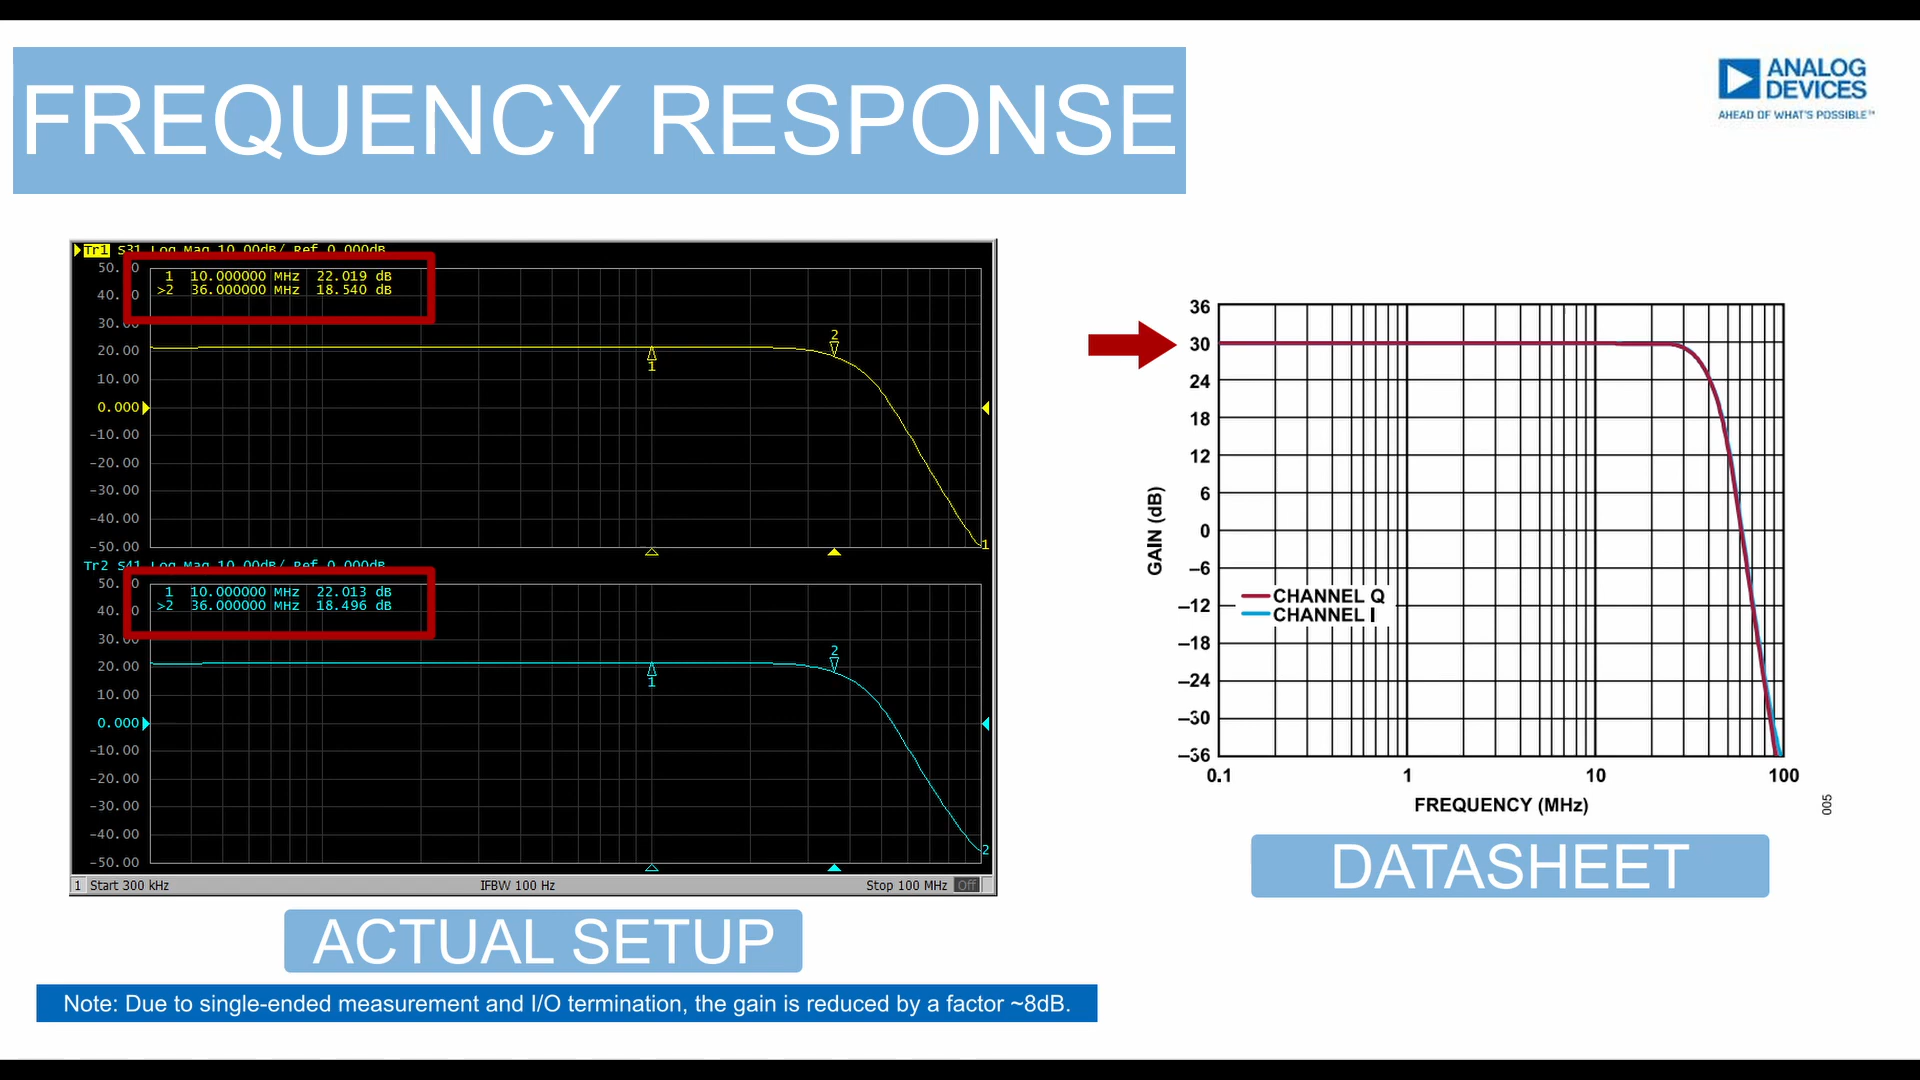 FREQUENCY RESPONSE
ANALOG
DEVICES
AHEAD OF WHAT'S POSSIBLE™
Tr1 S31 Log Mag 10.00dB/ Ref 0.000dB
1 10.000000 MHz 22.019 dB
>2 36.000000 MHz 18.540 dB
50.00
40.00
30.00
20.00
10.00
0.000
-10.00
-20.00
-30.00
-40.00
-50.00
1
2
1
Tr2 S41 Log Mag 10.00dB/ Ref 0.000dB
1 10.000000 MHz 22.013 dB
>2 36.000000 MHz 18.496 dB
50.00
40.00
30.00
20.00
10.00
0.000
-10.00
-20.00
-30.00
-40.00
-50.00
1
2
2
1 Start 300 kHz IFBW 100 Hz Stop 100 MHz Off
ACTUAL SETUP
Note: Due to single-ended measurement and I/O termination, the gain is reduced by a factor ~8dB.
36
30
24
18
12
6
0
–6
–12
–18
–24
–30
–36
GAIN (dB)
CHANNEL Q
CHANNEL I
0.1 1 10 100
FREQUENCY (MHz)
005
DATASHEET